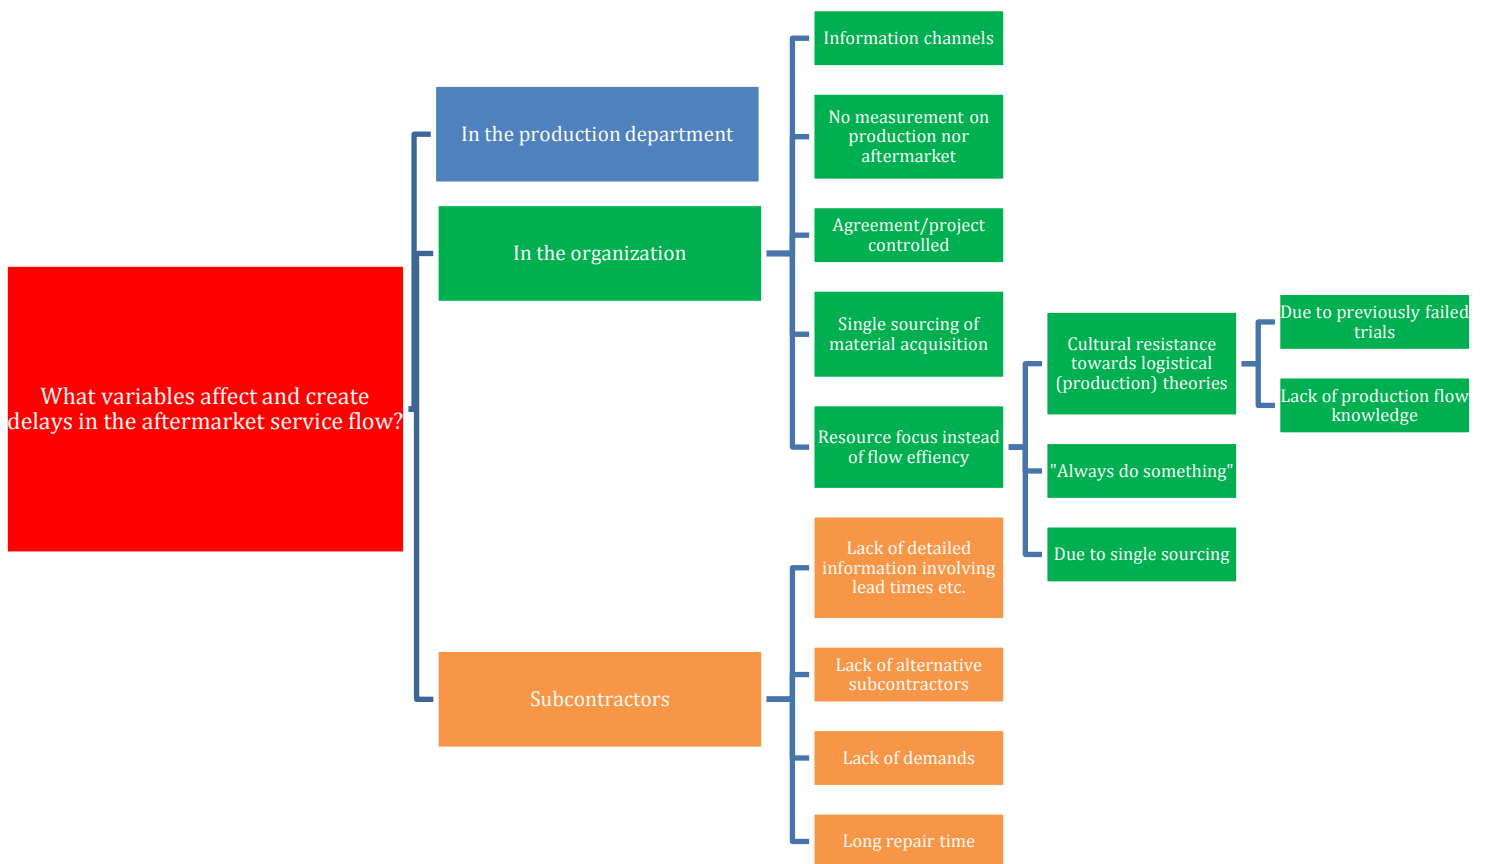 What variables affect and create
delays in the aftermarket service flow?
In the production department
In the organization
Information channels
No measurement on
production nor
aftermarket
Agreement/project
controlled
Single sourcing of
material acquisition
Resource focus instead
of flow effiency
Cultural resistance
towards logistical
(production) theories
Due to previously failed
trials
Lack of production flow
knowledge
"Always do something"
Due to single sourcing
Subcontractors
Lack of detailed
information involving
lead times etc.
Lack of alternative
subcontractors
Lack of demands
Long repair time